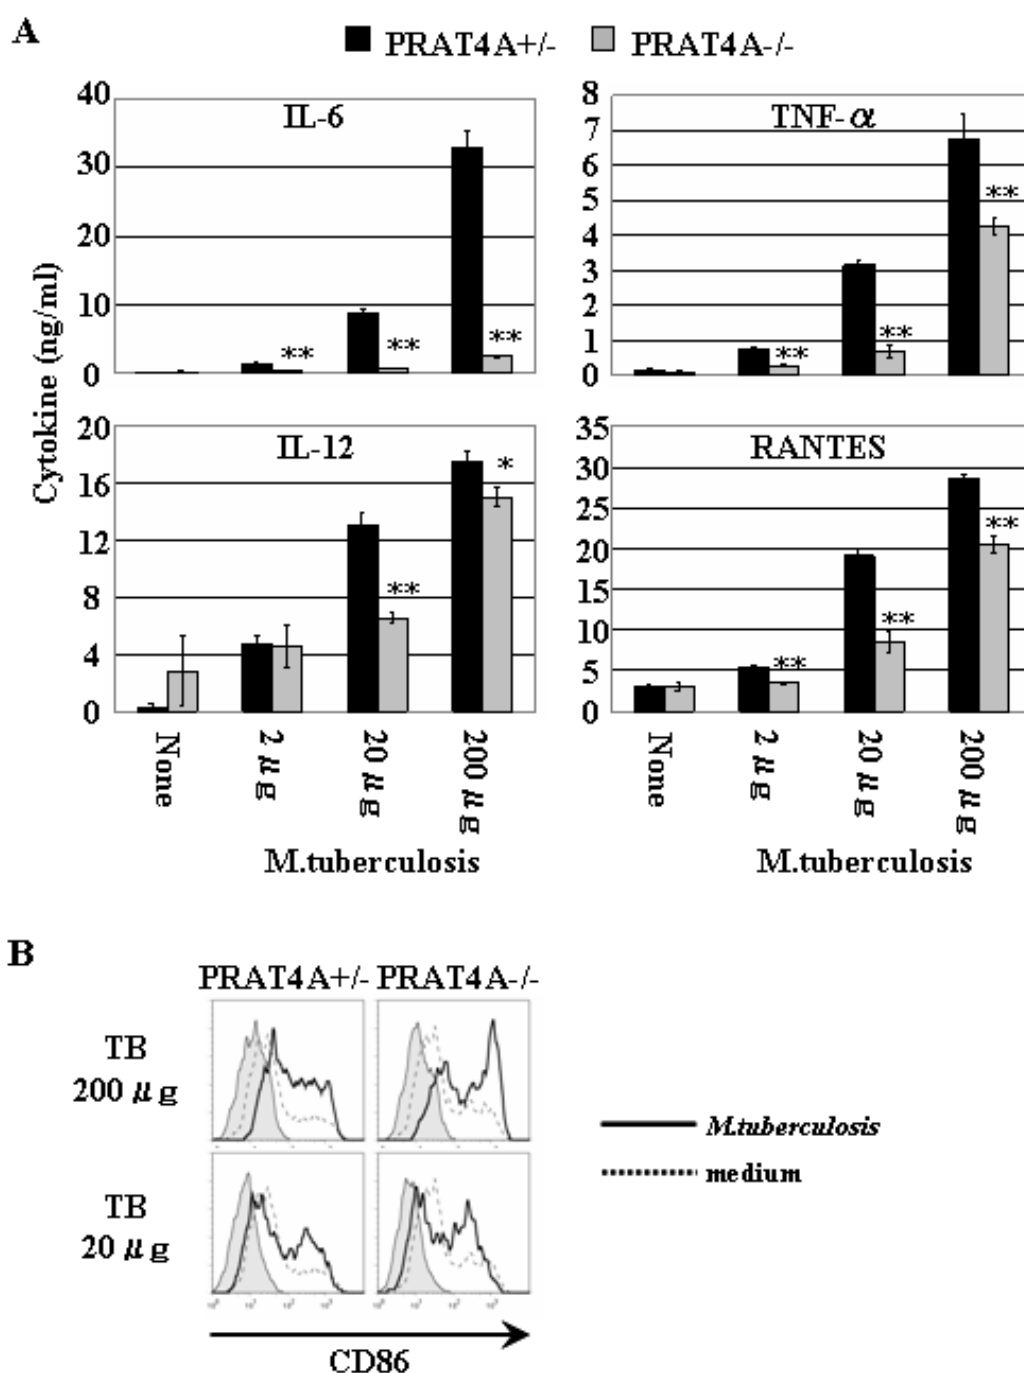 A
PRAT4A+/- PRAT4A-/-
Cytokine (ng/ml)
IL-6
40
30
20
10
0
** ** **
TNF-α
8
7
6
5
4
3
2
1
0
** ** **
IL-12
20
16
12
8
4
0
** *
RANTES
35
30
25
20
15
10
5
0
** ** **
None 2 μg 20 μg 200 μg
M.tuberculosis
None 2 μg 20 μg 200 μg
M.tuberculosis
B
PRAT4A+/- PRAT4A-/-
TB
200 μg
TB
20 μg
M.tuberculosis
medium
CD86